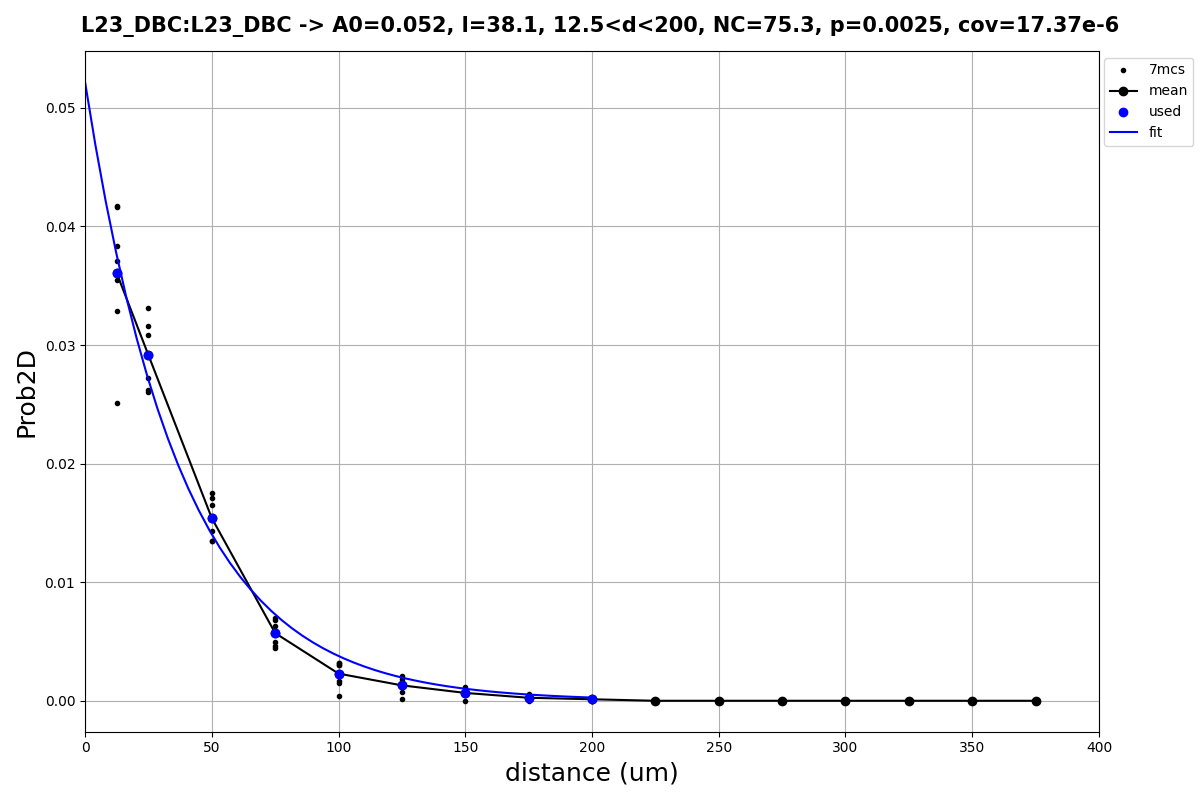 L23_DBC:L23_DBC -> A0=0.052, l=38.1, 12.5<d<200, NC=75.3, p=0.0025, cov=17.37e-6
7mcs
mean
used
fit
0.05
0.04
0.03
0.02
0.01
0.00
Prob2D
0 50 100 150 200 250 300 350 400
distance (um)